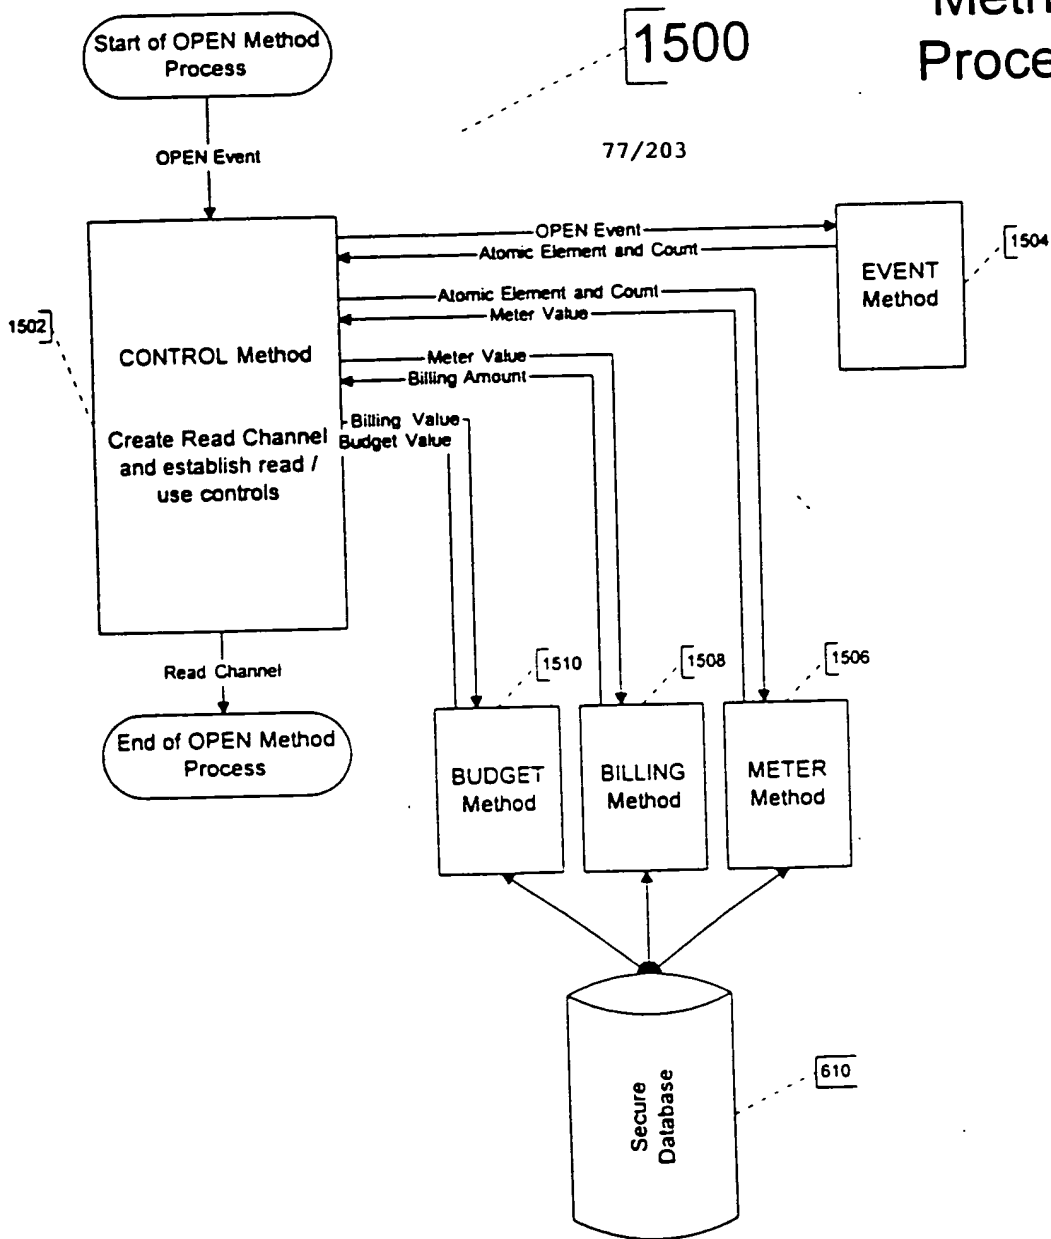 Start of OPEN Method
Process
1500
Proce
77/203
OPEN Event
OPEN Event
Atomic Element and Count
EVENT
Method
1504
Atomic Element and Count
Meter Value
1502
CONTROL Method
Meter Value
Billing Amount
Billing Value
Budget Value
Create Read Channel
and establish read /
use controls
Read Channel
1510
1508
1506
End of OPEN Method
Process
BUDGET
Method
BILLING
Method
METER
Method
610
Secure
Database